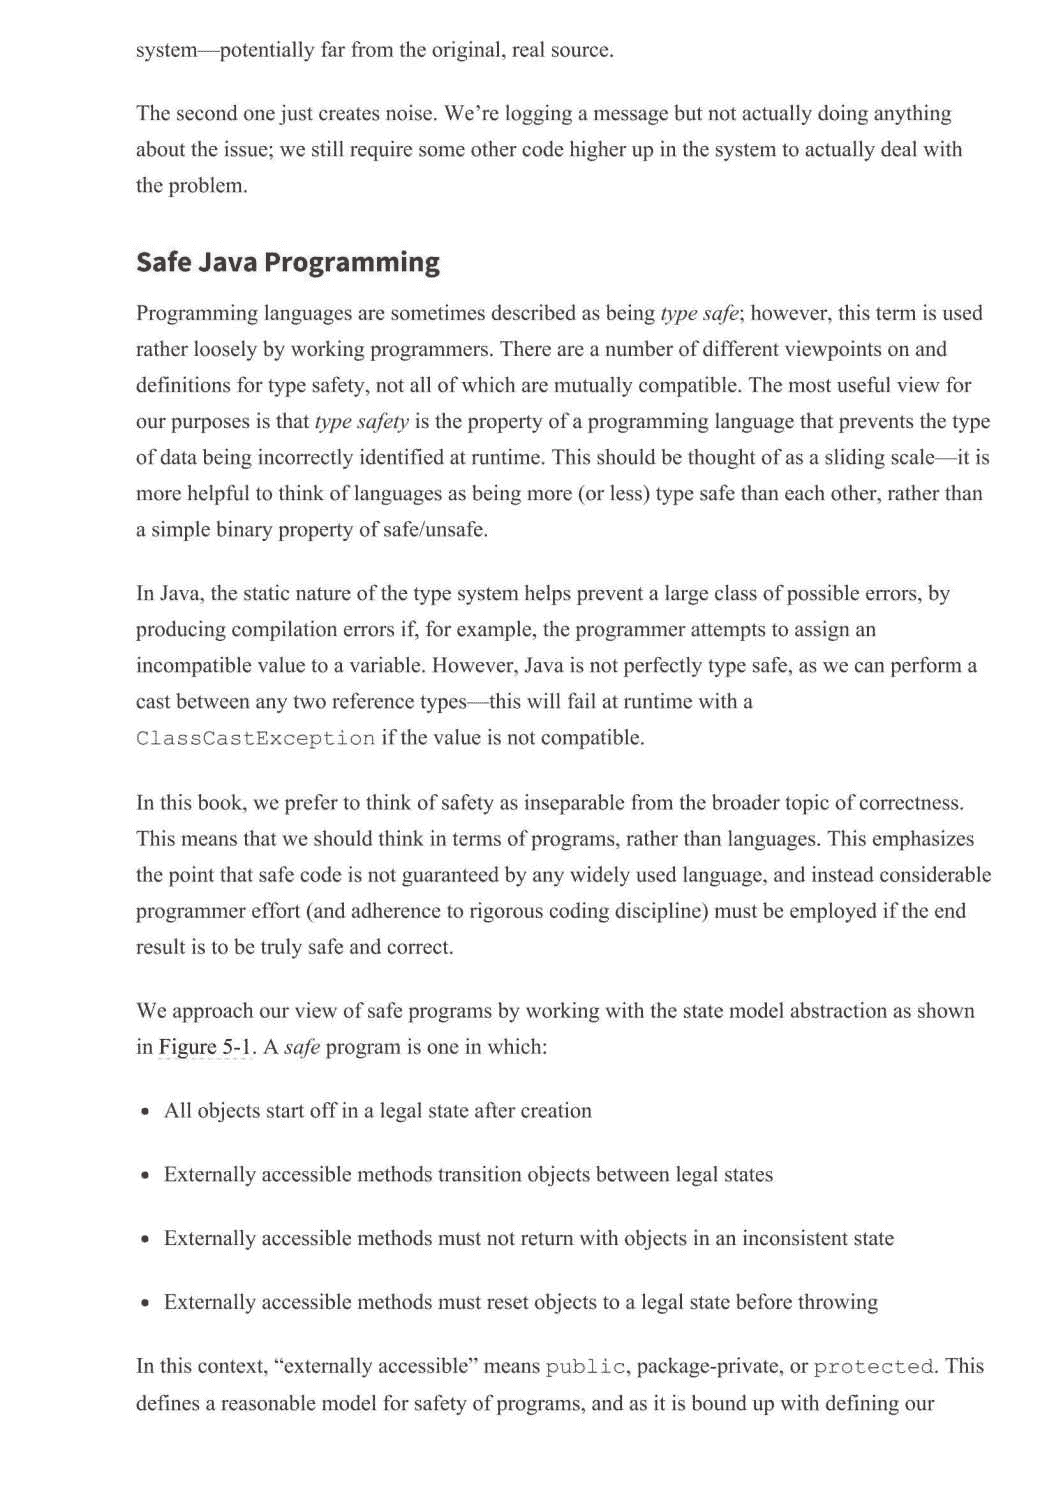 system—potentially far from the original, real source.
The second one just creates noise. We’re logging a message but not actually doing anything
about the issue; we still require some other code higher up in the system to actually deal with
the problem.
Safe Java Programming
Programming languages are sometimes described as being type safe; however, this term is used
rather loosely by working programmers. There are a number of different viewpoints on and
definitions for type safety, not all of which are mutually compatible. The most useful view for
our purposes is that type safety is the property of a programming language that prevents the type
of data being incorrectly identified at runtime. This should be thought of as a sliding scale—it is
more helpful to think of languages as being more (or less) type safe than each other, rather than
a simple binary property of safe/unsafe.
In Java, the static nature of the type system helps prevent a large class of possible errors, by
producing compilation errors if, for example, the programmer attempts to assign an
incompatible value to a variable. However, Java is not perfectly type safe, as we can perform a
cast between any two reference types—this will fail at runtime with a
ClassCastException if the value is not compatible.
In this book, we prefer to think of safety as inseparable from the broader topic of correctness.
This means that we should think in terms of programs, rather than languages. This emphasizes
the point that safe code is not guaranteed by any widely used language, and instead considerable
programmer effort (and adherence to rigorous coding discipline) must be employed if the end
result is to be truly safe and correct.
We approach our view of safe programs by working with the state model abstraction as shown
in Figure 5-1. A safe program is one in which:
• All objects start off in a legal state after creation
• Externally accessible methods transition objects between legal states
• Externally accessible methods must not return with objects in an inconsistent state
• Externally accessible methods must reset objects to a legal state before throwing
In this context, “externally accessible” means public, package-private, or protected. This
defines a reasonable model for safety of programs, and as it is bound up with defining our